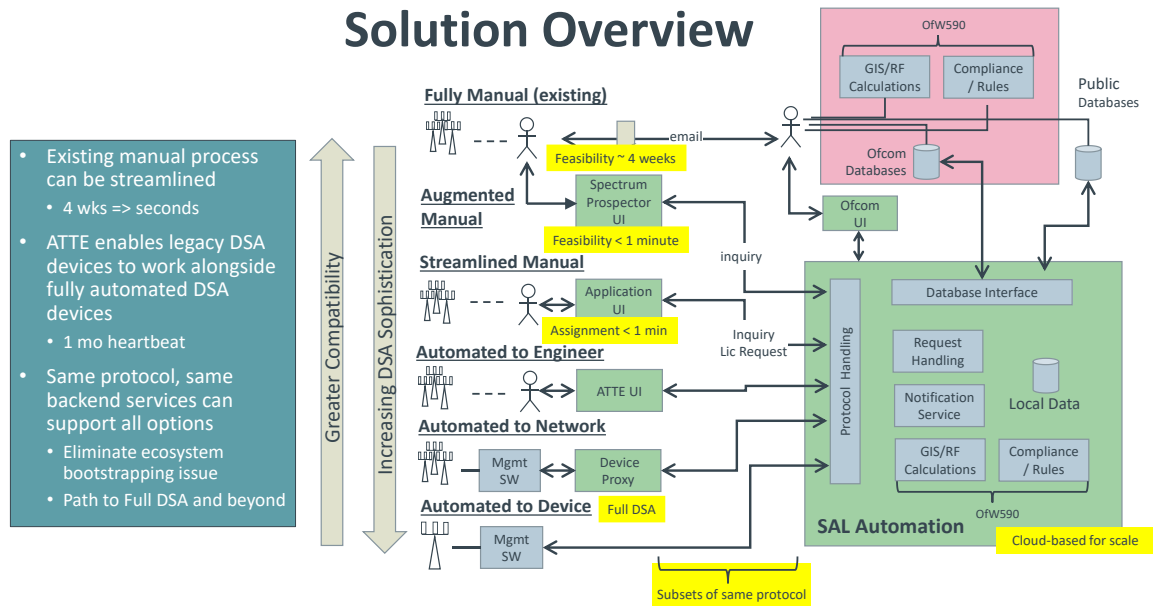 Solution Overview
• Existing manual process
can be streamlined
• 4 wks => seconds
• ATTE enables legacy DSA
devices to work alongside
fully automated DSA
devices
• 1 mo heartbeat
• Same protocol, same
backend services can
support all options
• Eliminate ecosystem
bootstrapping issue
• Path to Full DSA and beyond
Greater Compatibility
Increasing DSA Sophistication
Fully Manual (existing)
email
Feasibility ~ 4 weeks
Augmented
Manual
Spectrum
Prospector
UI
Feasibility < 1 minute
Streamlined Manual
Application
UI
Assignment < 1 min
Automated to Engineer
ATTE UI
Automated to Network
Mgmt
SW
Device
Proxy
Automated to Device
Full DSA
Mgmt
SW
inquiry
Inquiry
Lic Request
Subsets of same protocol
OfW590
GIS/RF
Calculations
Compliance
/ Rules
Ofcom
Databases
Public
Databases
Ofcom
UI
Protocol Handling
Database Interface
Request
Handling
Notification
Service
Local Data
GIS/RF
Calculations
Compliance
/ Rules
OfW590
SAL Automation
Cloud-based for scale